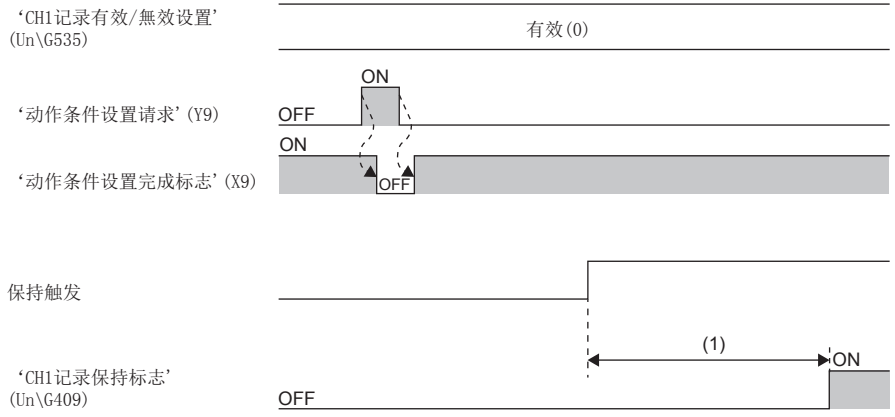 ‘CH1记录有效/無效设置’
(Un\G535)
有效(0)
ON
‘动作条件设置请求’(Y9)
OFF
ON
‘动作条件设置完成标志’(X9)
OFF
保持触发
(1)
ON
‘CH1记录保持标志’
(Un\G409)
OFF